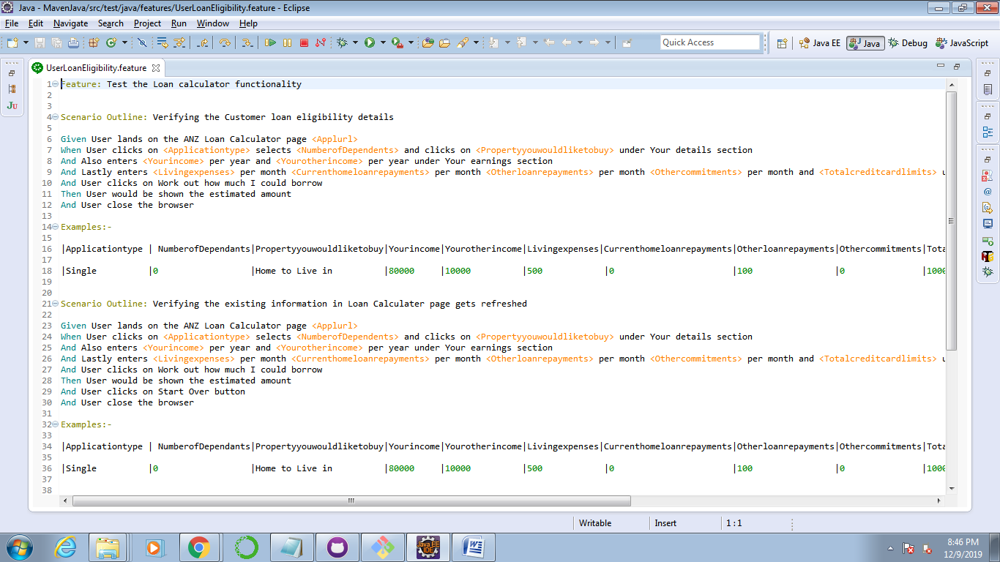 Java - MavenJava/src/test/java/features/UserLoanEligibility.feature - Eclipse
File Edit Navigate Search Project Run Window Help
Quick Access
Java EE
Java
Debug
JavaScript
UserLoanEligibility.feature
JU
1 Feature: Test the Loan calculator functionality
2
3
4 Scenario Outline: Verifying the Customer loan eligibility details
5
6 Given User lands on the ANZ Loan Calculator page <Applurl>
7 When User clicks on <Applicationtype> selects <NumberofDependents> and clicks on <Propertyyouwouldliketobuy> under Your details section
8 And Also enters <Yourincome> per year and <Yourotherincome> per year under Your earnings section
9 And Lastly enters <Livingexpenses> per month <Currenthomeloanrepayments> per month <Otherloanrepayments> per month <Othercommitments> per month and <Totalcreditcardlimits> u
10 And User clicks on Work out how much I could borrow
11 Then User would be shown the estimated amount
12 And User close the browser
13
14 Examples:-
15
16 |Applicationtype | NumberofDependants|Propertyyouwouldliketobuy|Yourincome|Yourotherincome|Livingexpenses|Currenthomeloanrepayments|Otherloanrepayments|Othercommitments|Tota
17
18 |Single |0 |Home to Live in |80000 |10000 |500 |0 |100 |0 |1000
19
20
21 Scenario Outline: Verifying the existing information in Loan Calculater page gets refreshed
22
23 Given User lands on the ANZ Loan Calculator page <Applurl>
24 When User clicks on <Applicationtype> selects <NumberofDependents> and clicks on <Propertyyouwouldliketobuy> under Your details section
25 And Also enters <Yourincome> per year and <Yourotherincome> per year under Your earnings section
26 And Lastly enters <Livingexpenses> per month <Currenthomeloanrepayments> per month <Otherloanrepayments> per month <Othercommitments> per month and <Totalcreditcardlimits> u
27 And User clicks on Work out how much I could borrow
28 Then User would be shown the estimated amount
29 And User clicks on Start Over button
30 And User close the browser
31
32 Examples:-
33
34 |Applicationtype | NumberofDependants|Propertyyouwouldliketobuy|Yourincome|Yourotherincome|Livingexpenses|Currenthomeloanrepayments|Otherloanrepayments|Othercommitments|Tota
35
36 |Single |0 |Home to Live in |80000 |10000 |500 |0 |100 |0 |1000
37
38
Writable
Insert
1 : 1
Java EE
IDE
8:46 PM
12/9/2019